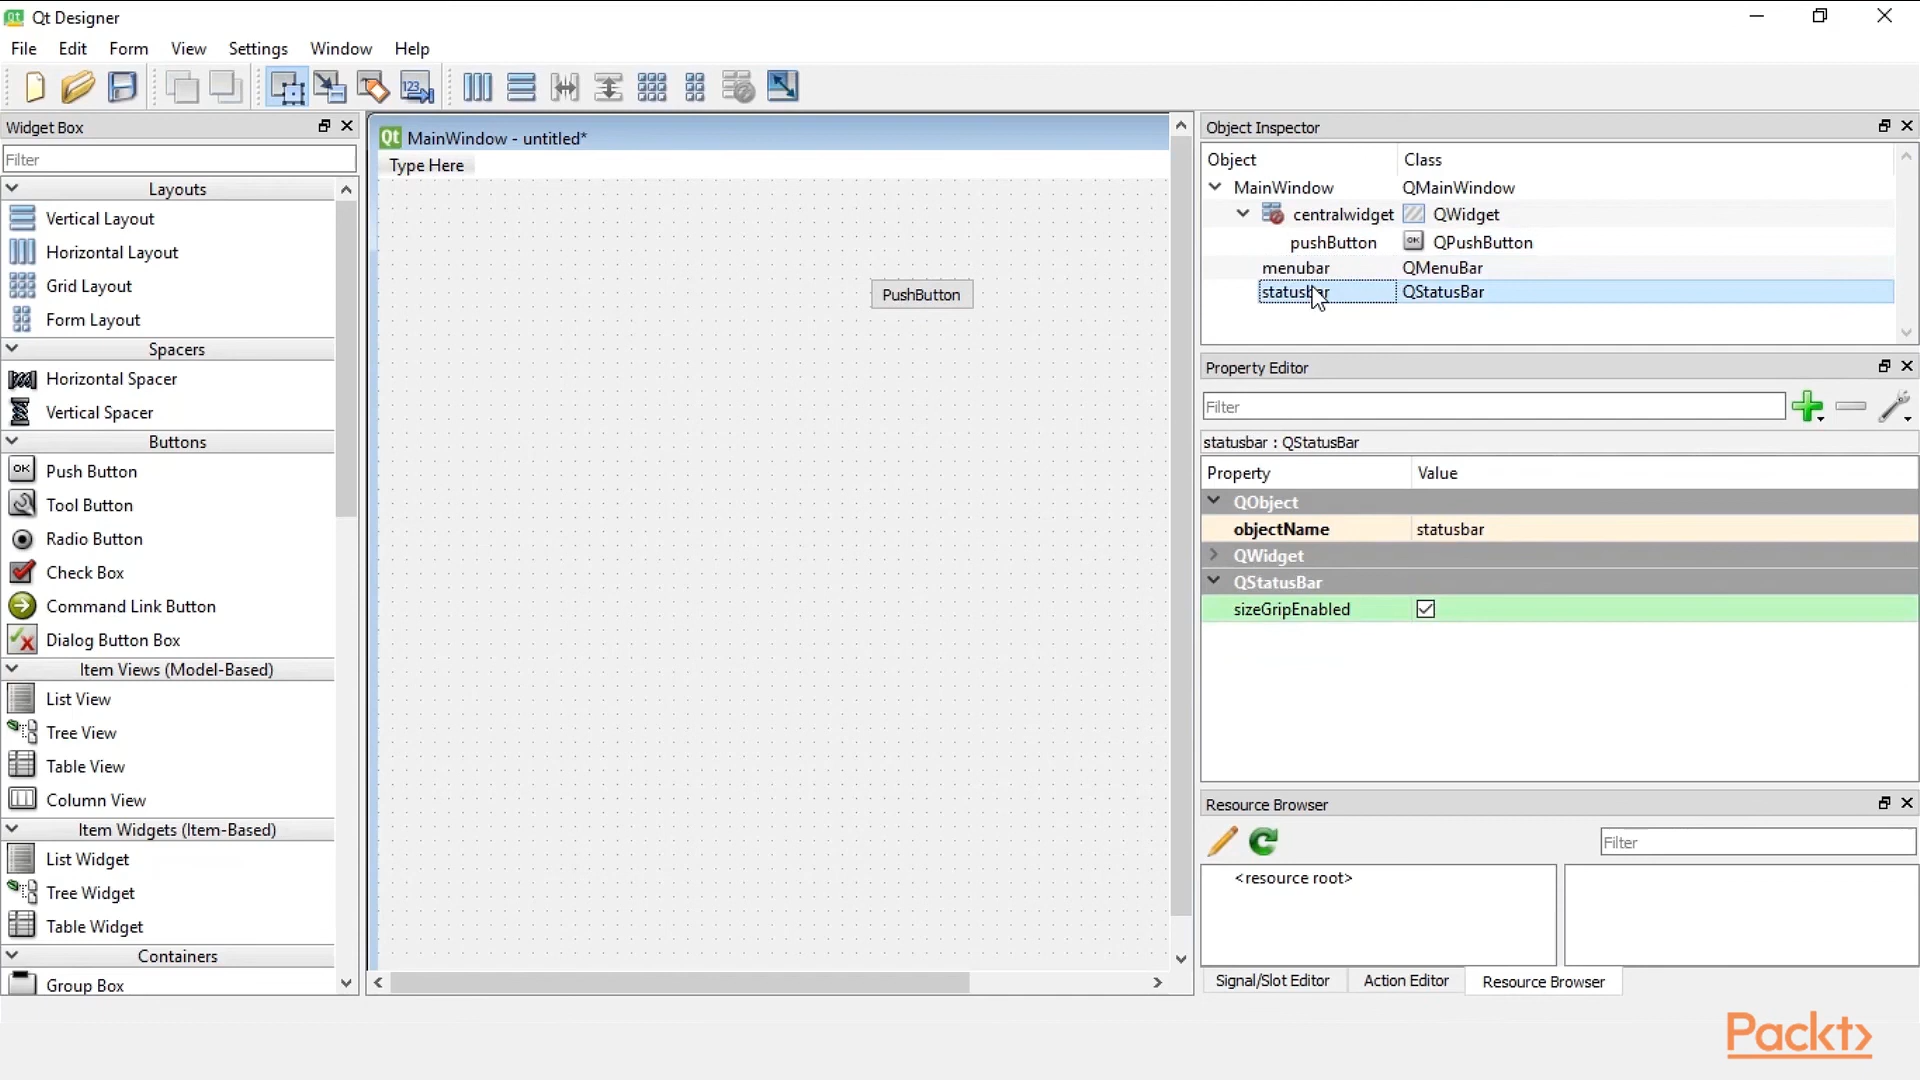 Qt Designer
File Edit Form View Settings Window Help
Widget Box
Filter
Layouts
Vertical Layout
Horizontal Layout
Grid Layout
Form Layout
Spacers
Horizontal Spacer
Vertical Spacer
Buttons
OK Push Button
Tool Button
Radio Button
Check Box
Command Link Button
Dialog Button Box
Item Views (Model-Based)
List View
Tree View
Table View
Column View
Item Widgets (Item-Based)
List Widget
Tree Widget
Table Widget
Containers
Group Box
MainWindow - untitled*
Type Here
PushButton
Object Inspector
Object Class
MainWindow QMainWindow
centralwidget QWidget
pushButton OK QPushButton
menubar QMenuBar
statusbar QStatusBar
Property Editor
Filter
statusbar : QStatusBar
Property Value
QObject
objectName statusbar
QWidget
QStatusBar
sizeGripEnabled
Resource Browser
Filter
<resource root>
Signal/Slot Editor Action Editor Resource Browser
Packt>